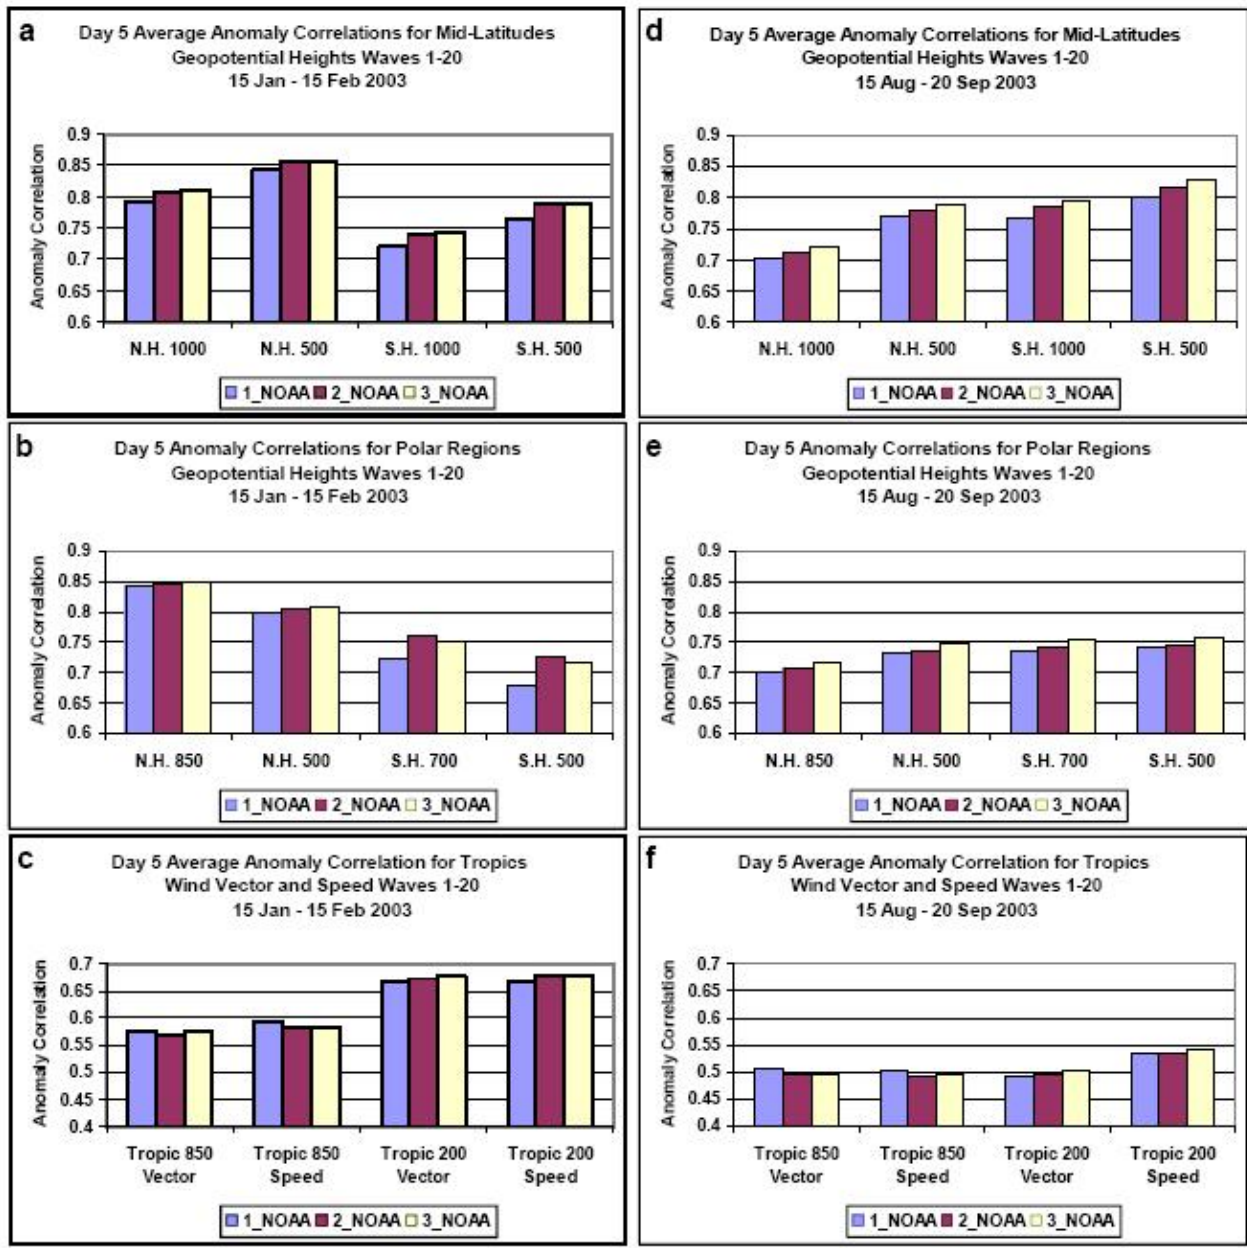 a
Day 5 Average Anomaly Correlations for Mid-Latitudes
Geopotential Heights Waves 1-20
15 Jan - 15 Feb 2003
Anomaly Correlation
0.9
0.85
0.8
0.75
0.7
0.65
0.6
N.H. 1000 N.H. 500 S.H. 1000 S.H. 500
1_NOAA 2_NOAA 3_NOAA
d
Day 5 Average Anomaly Correlations for Mid-Latitudes
Geopotential Heights Waves 1-20
15 Aug - 20 Sep 2003
Anomaly Correlation
0.9
0.85
0.8
0.75
0.7
0.65
0.6
N.H. 1000 N.H. 500 S.H. 1000 S.H. 500
1_NOAA 2_NOAA 3_NOAA
b
Day 5 Anomaly Correlations for Polar Regions
Geopotential Heights Waves 1-20
15 Jan - 15 Feb 2003
Anomaly Correlation
0.9
0.85
0.8
0.75
0.7
0.65
0.6
N.H. 850 N.H. 500 S.H. 700 S.H. 500
1_NOAA 2_NOAA 3_NOAA
e
Day 5 Anomaly Correlations for Polar Regions
Geopotential Heights Waves 1-20
15 Aug - 20 Sep 2003
Anomaly Correlation
0.9
0.85
0.8
0.75
0.7
0.65
0.6
N.H. 850 N.H. 500 S.H. 700 S.H. 500
1_NOAA 2_NOAA 3_NOAA
c
Day 5 Average Anomaly Correlation for Tropics
Wind Vector and Speed Waves 1-20
15 Jan - 15 Feb 2003
Anomaly Correlation
0.7
0.65
0.6
0.55
0.5
0.45
0.4
Tropic 850 Tropic 850 Tropic 200 Tropic 200
Vector Speed Vector Speed
1_NOAA 2_NOAA 3_NOAA
f
Day 5 Average Anomaly Correlation for Tropics
Wind Vector and Speed Waves 1-20
15 Aug - 20 Sep 2003
Anomaly Correlation
0.7
0.65
0.6
0.55
0.5
0.45
0.4
Tropic 850 Tropic 850 Tropic 200 Tropic 200
Vector Speed Vector Speed
1_NOAA 2_NOAA 3_NOAA